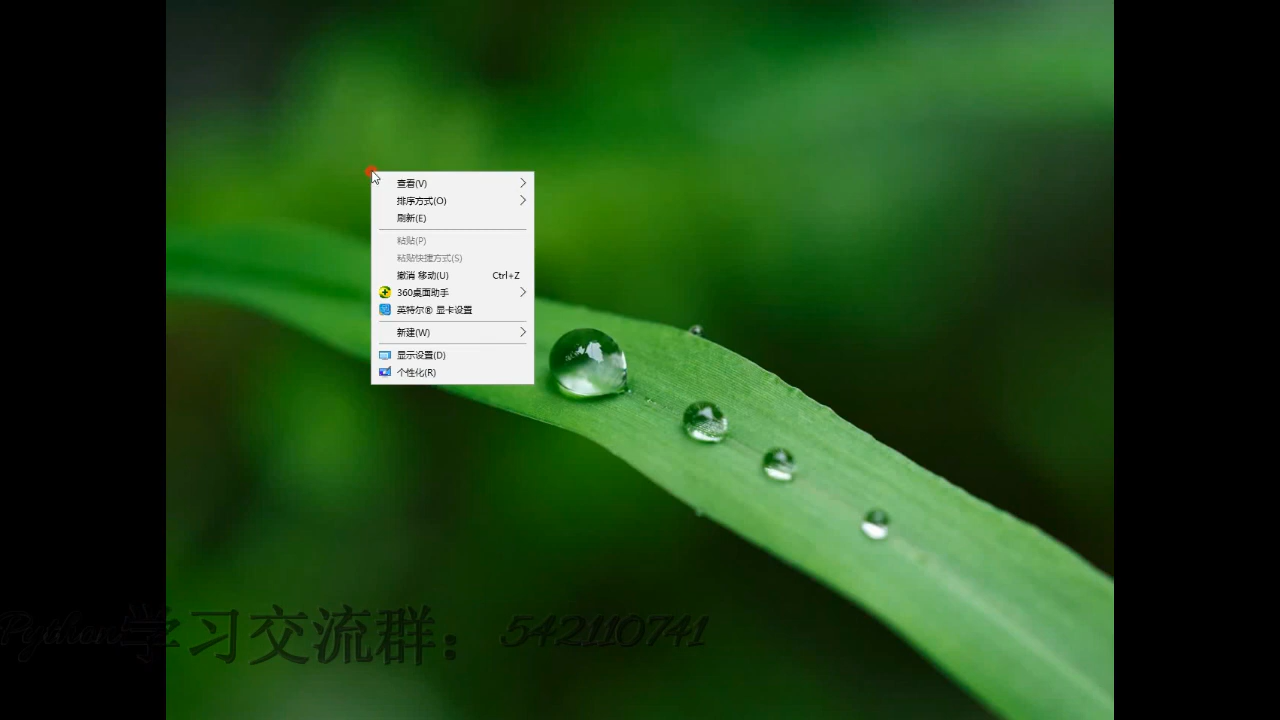 查看(V)
排序方式(O)
刷新(E)
粘贴(P)
粘贴快捷方式(S)
撤消 移动(U) Ctrl+Z
360桌面助手
英特尔® 显卡设置
新建(W)
显示设置(D)
个性化(R)
Python学习交流群：542110741